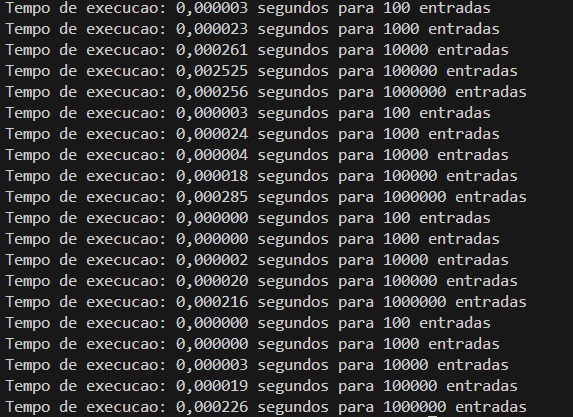 Tempo de execucao: 0,000003 segundos para 100 entradas
Tempo de execucao: 0,000023 segundos para 1000 entradas
Tempo de execucao: 0,000261 segundos para 10000 entradas
Tempo de execucao: 0,002525 segundos para 100000 entradas
Tempo de execucao: 0,000256 segundos para 1000000 entradas
Tempo de execucao: 0,000003 segundos para 100 entradas
Tempo de execucao: 0,000024 segundos para 1000 entradas
Tempo de execucao: 0,000004 segundos para 10000 entradas
Tempo de execucao: 0,000018 segundos para 100000 entradas
Tempo de execucao: 0,000285 segundos para 1000000 entradas
Tempo de execucao: 0,000000 segundos para 100 entradas
Tempo de execucao: 0,000000 segundos para 1000 entradas
Tempo de execucao: 0,000002 segundos para 10000 entradas
Tempo de execucao: 0,000020 segundos para 100000 entradas
Tempo de execucao: 0,000216 segundos para 1000000 entradas
Tempo de execucao: 0,000000 segundos para 100 entradas
Tempo de execucao: 0,000000 segundos para 1000 entradas
Tempo de execucao: 0,000003 segundos para 10000 entradas
Tempo de execucao: 0,000019 segundos para 100000 entradas
Tempo de execucao: 0,000226 segundos para 1000000 entradas